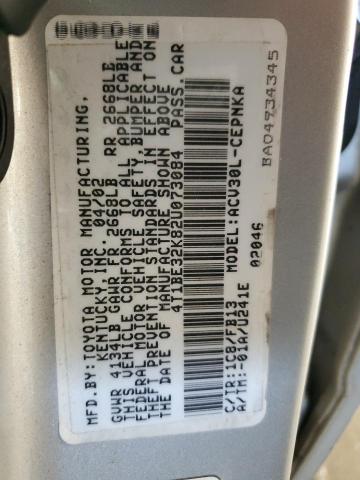 MFD. BY: TOYOTA MOTOR MANUFACTURING,
KENTUCKY, INC. 04/02
GVWR 4134LB GAWR FR 2668LB RR 2668LB
THIS VEHICLE CONFORMS TO ALL APPLICABLE
FEDERAL MOTOR VEHICLE SAFETY, BUMPER AND
THEFT PREVENTION STANDARDS IN EFFECT ON
THE DATE OF MANUFACTURE SHOWN ABOVE
4T1BE32K82U073084 PASS. CAR
C/TR:1C8/FB13 MODEL: ACV30L-CEPNKA
A/TM:-01A/U241E 02046
BA04934345